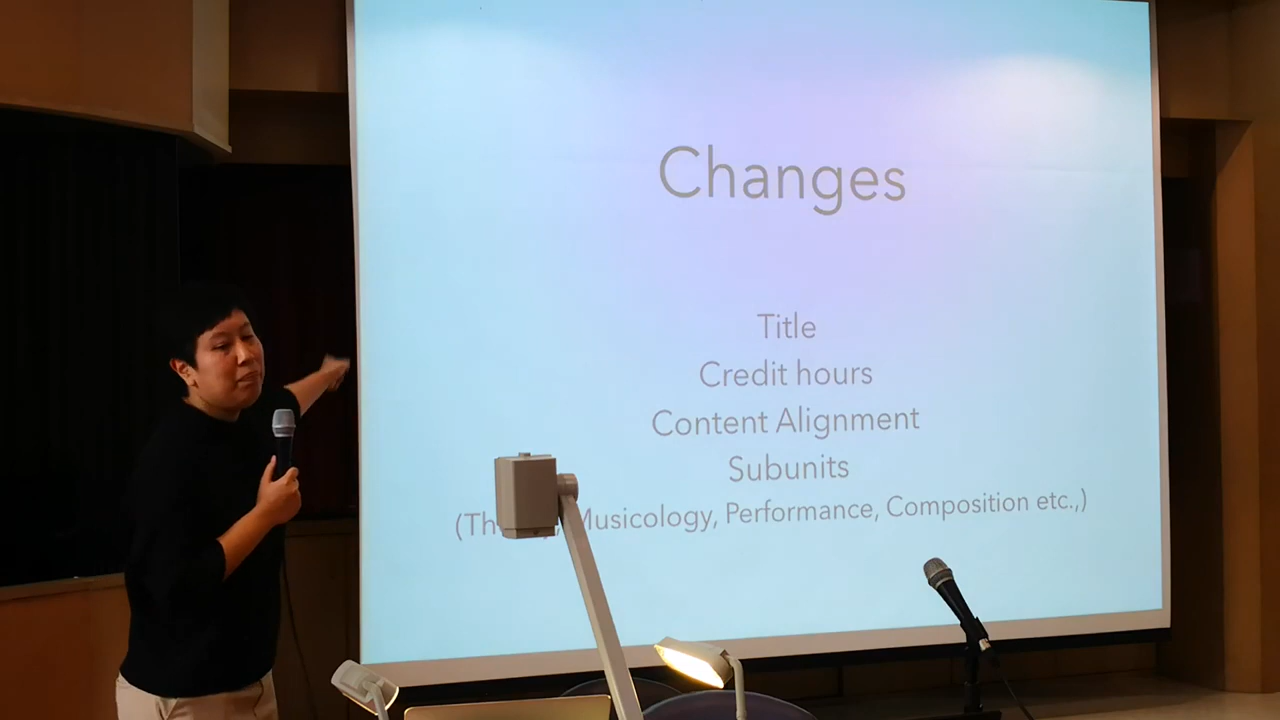 Changes
Title
Credit hours
Content Alignment
Subunits
Musicology, Performance, Composition etc.,)